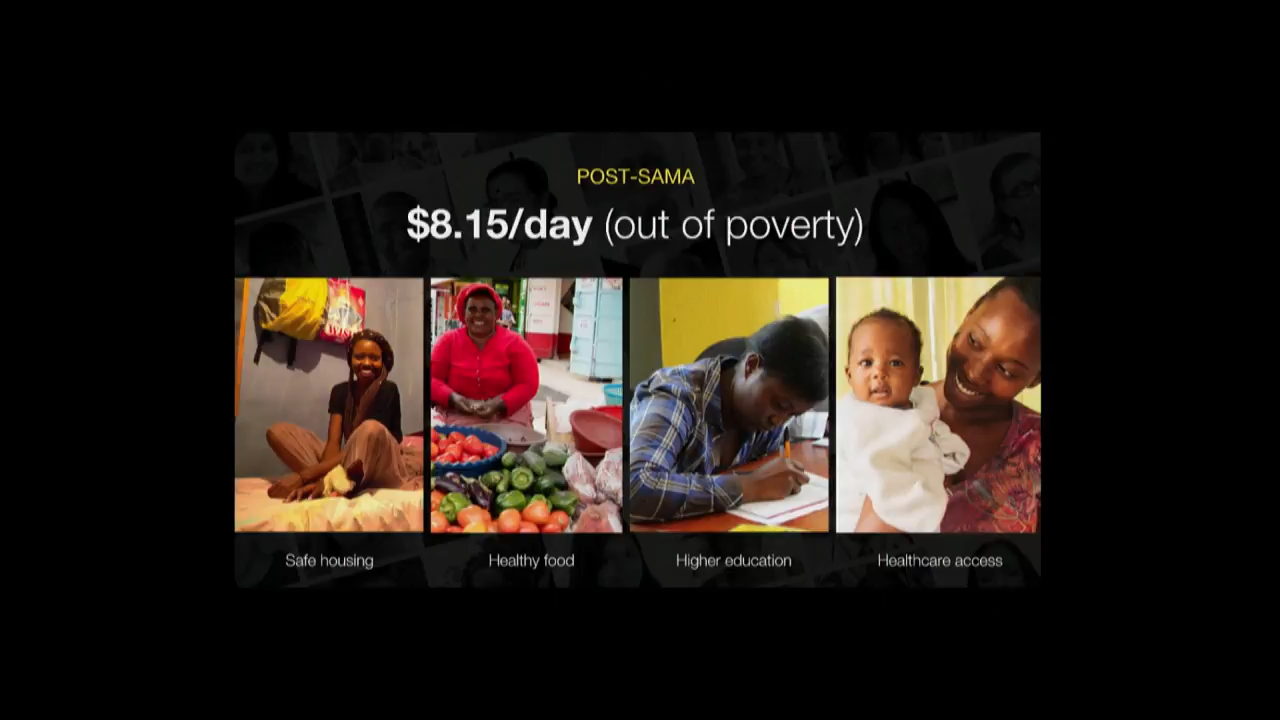 POST-SAMA
$8.15/day (out of poverty)
Safe housing
Healthy food
Higher education
Healthcare access